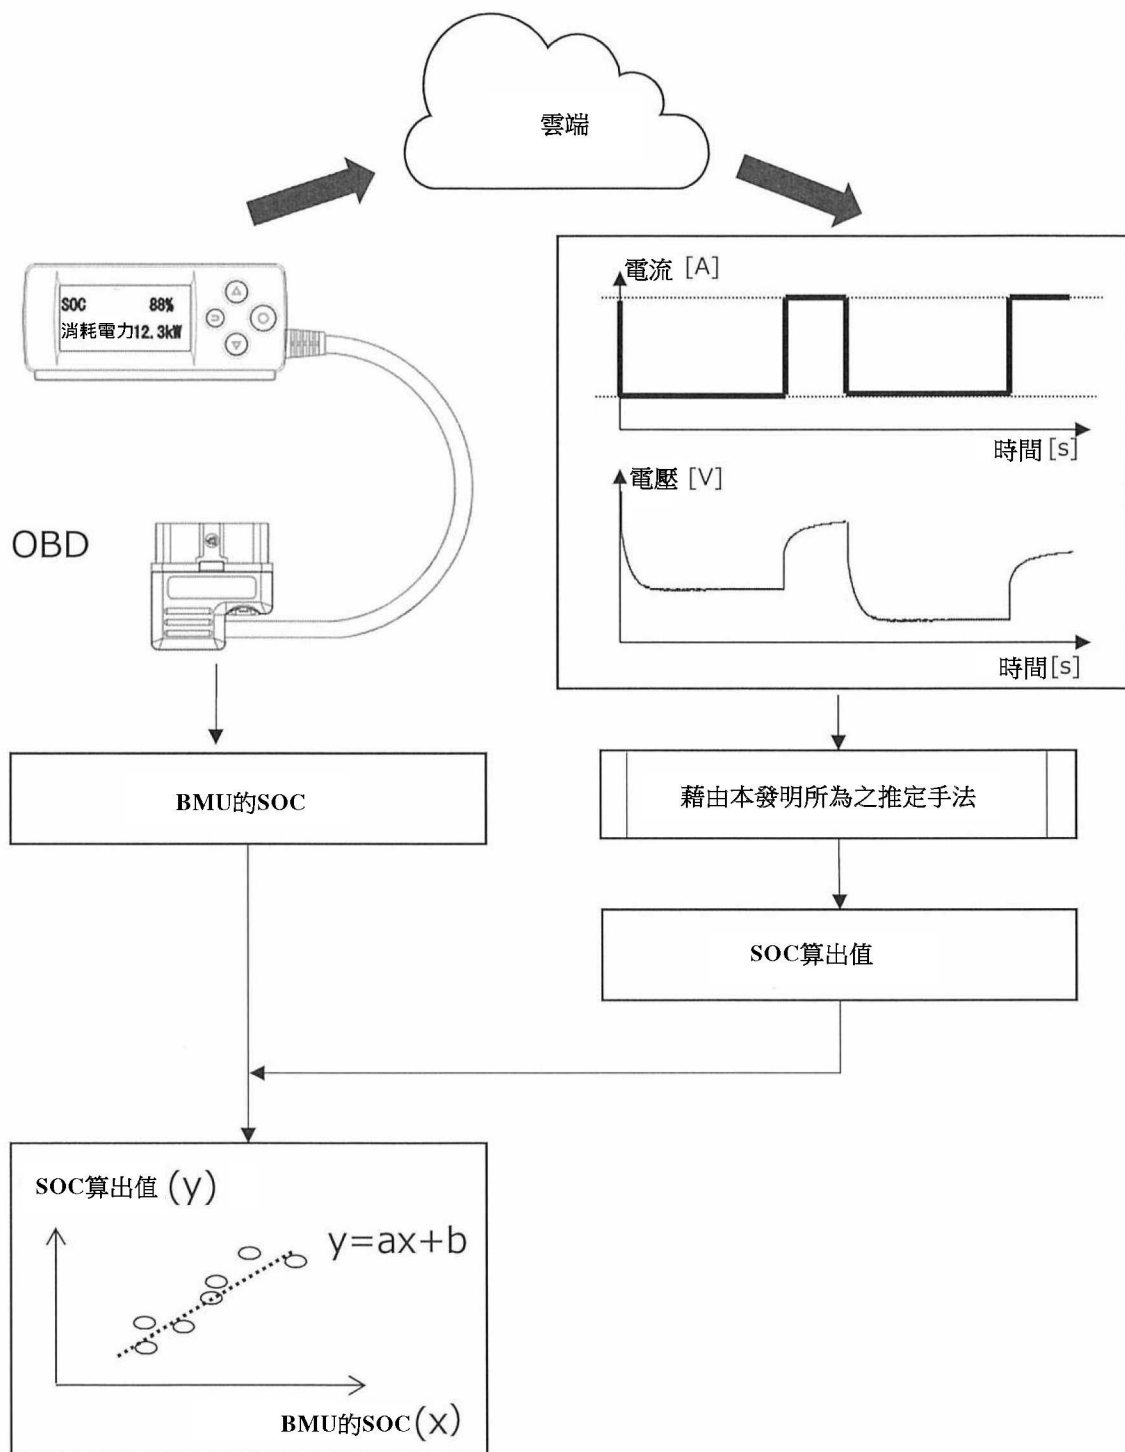 雲端
SOC 88%
消耗電力12.3kW
OBD
電流 [A]
時間[s]
電壓 [V]
時間[s]
BMU的SOC
藉由本發明所為之推定手法
SOC算出值
SOC算出值(y)
y=ax+b
BMU的SOC(x)